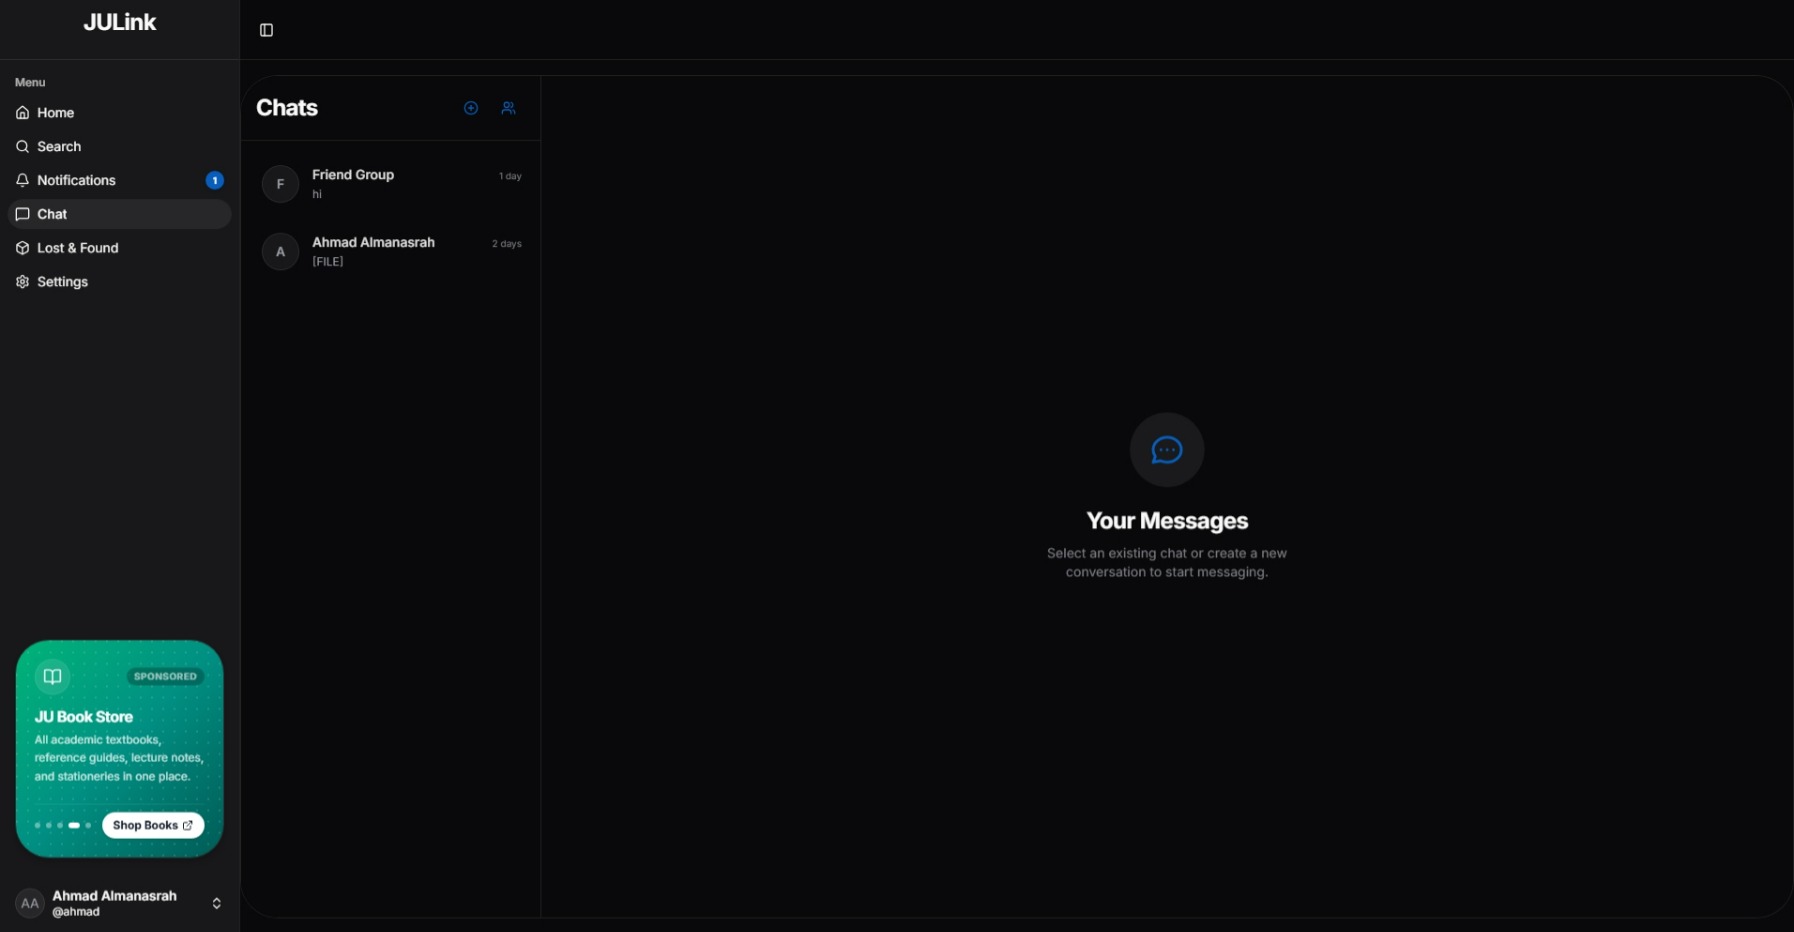 JULink
Menu
Home
Search
Notifications
1
Chat
Lost & Found
Settings
SPONSORED
JU Book Store
All academic textbooks,
reference guides, lecture notes,
and stationeries in one place.
Shop Books
AA
Ahmad Almanasrah
@ahmad
Chats
F
Friend Group
1 day
hi
A
Ahmad Almanasrah
2 days
[FILE]
Your Messages
Select an existing chat or create a new
conversation to start messaging.